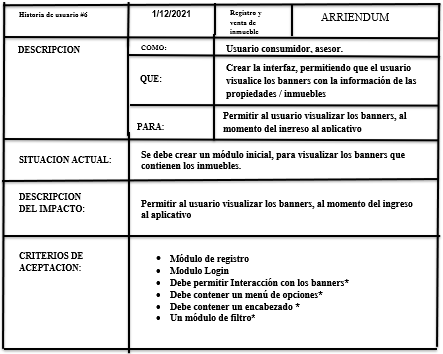 Historia de usuario #6
1/12/2021
Registro y
venta de
inmueble
ARRIENDUM
DESCRIPCION
COMO:
Usuario consumidor, asesor.
QUE:
Crear la interfaz, permitiendo que el usuario
visualice los banners con la información de las
propiedades / inmuebles
PARA:
Permitir al usuario visualizar los banners, al
momento del ingreso al aplicativo
SITUACION ACTUAL:
Se debe crear un módulo inicial, para visualizar los banners que
contienen los inmuebles.
DESCRIPCION
DEL IMPACTO:
Permitir al usuario visualizar los banners, al momento del ingreso
al aplicativo
CRITERIOS DE
ACEPTACION:
• Módulo de registro
• Modulo Login
• Debe permitir Interacción con los banners*
• Debe contener un menú de opciones*
• Debe contener un encabezado *
• Un módulo de filtro*